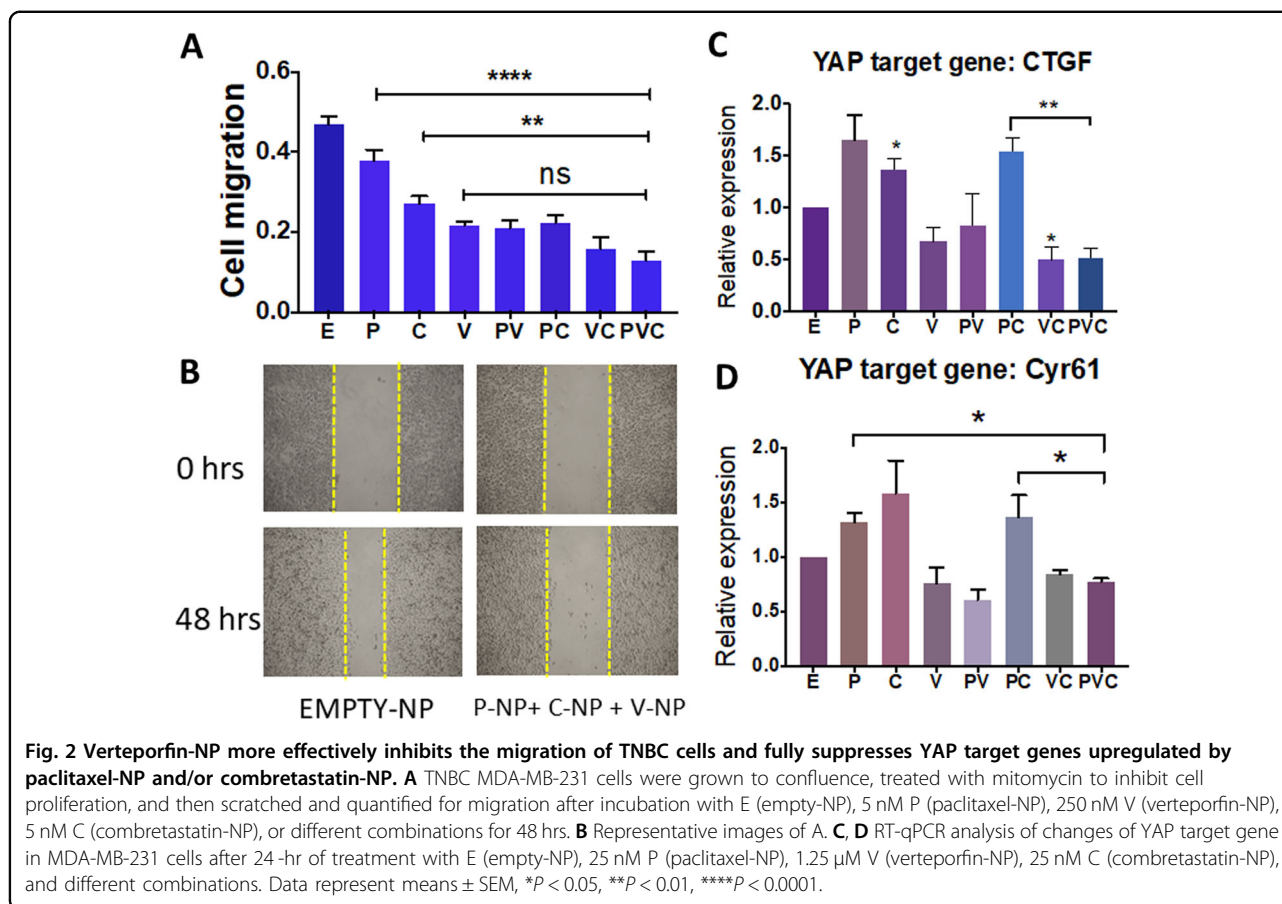 A
Cell migration
0.6
0.4
0.2
0.0
****
**
ns
E P C V PV PC VC PVC
B
0 hrs
48 hrs
EMPTY-NP
P-NP+ C-NP + V-NP
C
YAP target gene: CTGF
Relative expression
2.0
1.5
1.0
0.5
0.0
*
**
*
E P C V PV PC VC PVC
D
YAP target gene: Cyr61
Relative expression
2.0
1.5
1.0
0.5
0.0
*
*
E P C V PV PC VC PVC
Fig. 2 Verteporfin-NP more effectively inhibits the migration of TNBC cells and fully suppresses YAP target genes upregulated by
paclitaxel-NP and/or combretastatin-NP. A TNBC MDA-MB-231 cells were grown to confluence, treated with mitomycin to inhibit cell
proliferation, and then scratched and quantified for migration after incubation with E (empty-NP), 5 nM P (paclitaxel-NP), 250 nM V (verteporfin-NP),
5 nM C (combretastatin-NP), or different combinations for 48 hrs. B Representative images of A. C, D RT-qPCR analysis of changes of YAP target gene
in MDA-MB-231 cells after 24 -hr of treatment with E (empty-NP), 25 nM P (paclitaxel-NP), 1.25 μM V (verteporfin-NP), 25 nM C (combretastatin-NP),
and different combinations. Data represent means ± SEM, *P < 0.05, **P < 0.01, ****P < 0.0001.